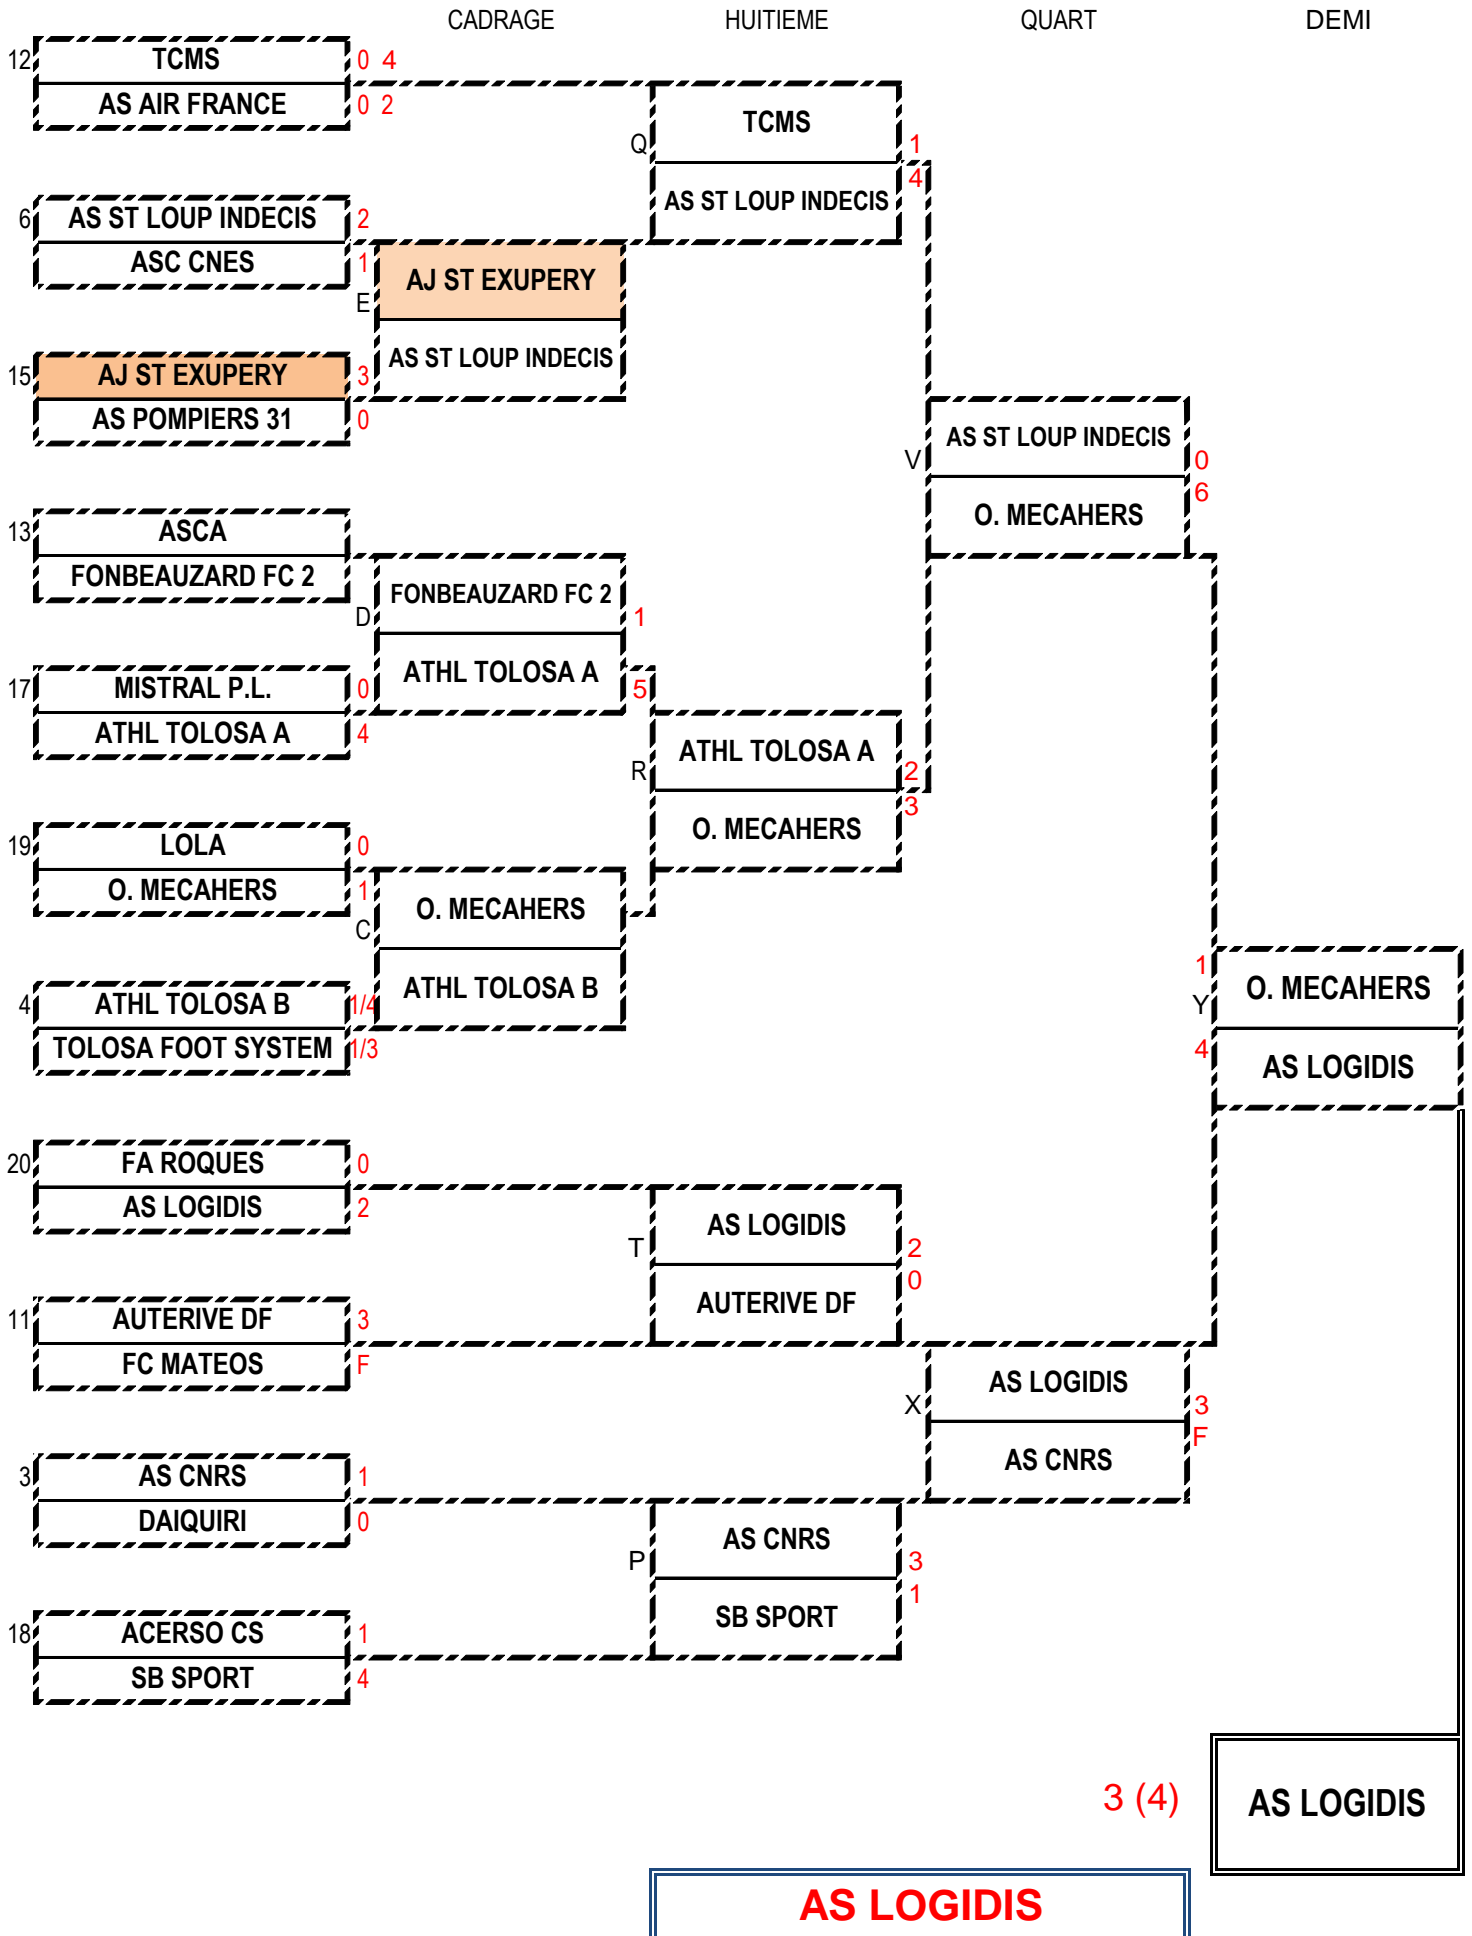 CADRAGE HUITIEME QUART DEMI
12 TCMS 0 4
AS AIR FRANCE 0 2
TCMS
Q 1
4
AS ST LOUP INDECIS
6 AS ST LOUP INDECIS 2
ASC CNES 1
E
AJ ST EXUPERY
AS ST LOUP INDECIS
15 AJ ST EXUPERY 3
AS POMPIERS 31 0
AS ST LOUP INDECIS
V 0
6
O. MECAHERS
13 ASCA
FONBEAUZARD FC 2
FONBEAUZARD FC 2
D 1
ATHL TOLOSA A
5
17 MISTRAL P.L. 0
ATHL TOLOSA A 4
ATHL TOLOSA A
R 2
3
O. MECAHERS
19 LOLA 0
O. MECAHERS 1
C
O. MECAHERS
ATHL TOLOSA B
4 ATHL TOLOSA B 1/4
TOLOSA FOOT SYSTEM 1/3
1
O. MECAHERS
Y
4
AS LOGIDIS
20 FA ROQUES 0
AS LOGIDIS 2
AS LOGIDIS
T 2
0
AUTERIVE DF
11 AUTERIVE DF 3
FC MATEOS F
AS LOGIDIS
X 3
F
AS CNRS
3 AS CNRS 1
DAIQUIRI 0
AS CNRS
P 3
1
SB SPORT
18 ACERSO CS 1
SB SPORT 4
3 (4) AS LOGIDIS
AS LOGIDIS